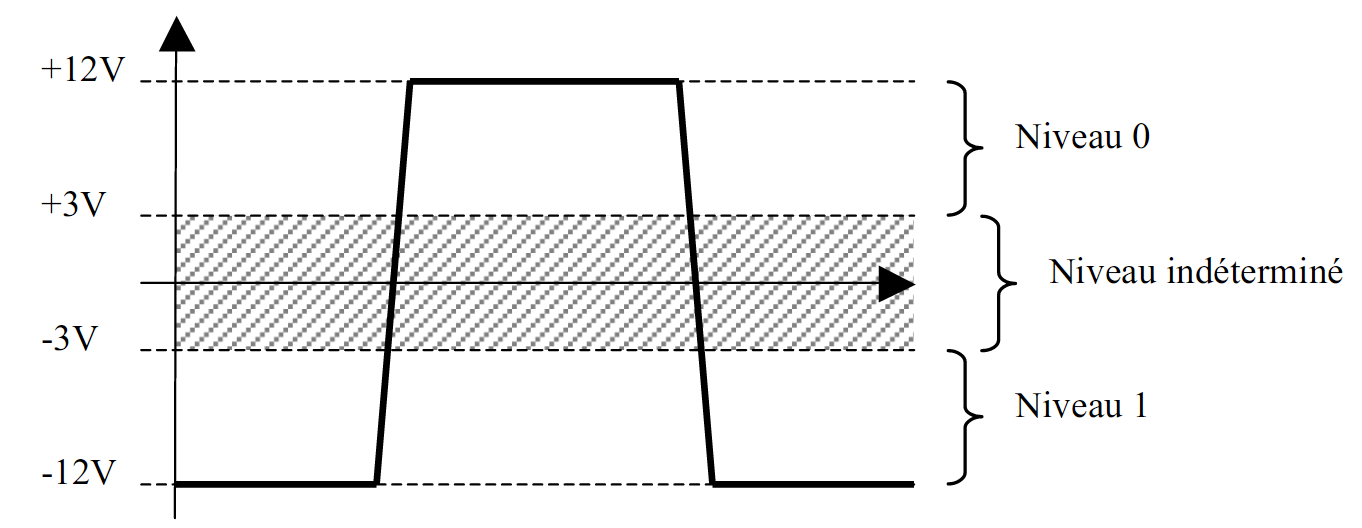 +12V
Niveau 0
+3V
Niveau indéterminé
-3V
Niveau 1
-12V